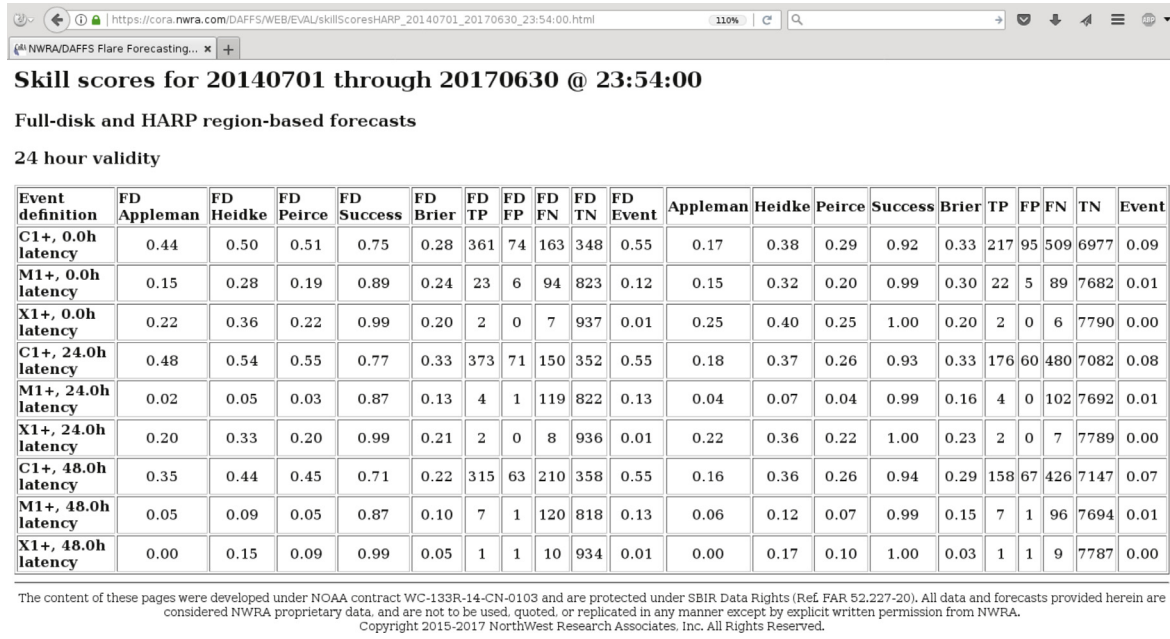 https://cora.nwra.com/DAFFS/WEB/EVAL/skillScoresHARP_20140701_20170630_23:54:00.html 110%
NWRA/DAFFS Flare Forecasting... × +
Skill scores for 20140701 through 20170630 @ 23:54:00
Full-disk and HARP region-based forecasts
24 hour validity
Event definition FD Appleman FD Heidke FD Peirce FD Success FD Brier FD TP FD FP FD FN FD TN FD Event Appleman Heidke Peirce Success Brier TP FP FN TN Event
C1+, 0.0h latency 0.44 0.50 0.51 0.75 0.28 361 74 163 348 0.55 0.17 0.38 0.29 0.92 0.33 217 95 509 6977 0.09
M1+, 0.0h latency 0.15 0.28 0.19 0.89 0.24 23 6 94 823 0.12 0.15 0.32 0.20 0.99 0.30 22 5 89 7682 0.01
X1+, 0.0h latency 0.22 0.36 0.22 0.99 0.20 2 0 7 937 0.01 0.25 0.40 0.25 1.00 0.20 2 0 6 7790 0.00
C1+, 24.0h latency 0.48 0.54 0.55 0.77 0.33 373 71 150 352 0.55 0.18 0.37 0.26 0.93 0.33 176 60 480 7082 0.08
M1+, 24.0h latency 0.02 0.05 0.03 0.87 0.13 4 1 119 822 0.13 0.04 0.07 0.04 0.99 0.16 4 0 102 7692 0.01
X1+, 24.0h latency 0.20 0.33 0.20 0.99 0.21 2 0 8 936 0.01 0.22 0.36 0.22 1.00 0.23 2 0 7 7789 0.00
C1+, 48.0h latency 0.35 0.44 0.45 0.71 0.22 315 63 210 358 0.55 0.16 0.36 0.26 0.94 0.29 158 67 426 7147 0.07
M1+, 48.0h latency 0.05 0.09 0.05 0.87 0.10 7 1 120 818 0.13 0.06 0.12 0.07 0.99 0.15 7 1 96 7694 0.01
X1+, 48.0h latency 0.00 0.15 0.09 0.99 0.05 1 1 10 934 0.01 0.00 0.17 0.10 1.00 0.03 1 1 9 7787 0.00
The content of these pages were developed under NOAA contract WC-133R-14-CN-0103 and are protected under SBIR Data Rights (Ref. FAR 52.227-20). All data and forecasts provided herein are
considered NWRA proprietary data, and are not to be used, quoted, or replicated in any manner except by explicit written permission from NWRA.
Copyright 2015-2017 NorthWest Research Associates, Inc. All Rights Reserved.